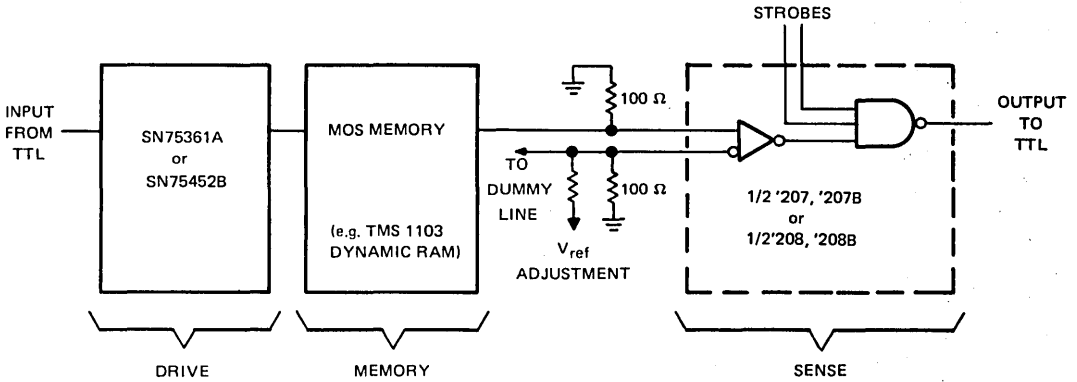 STROBES
INPUT
FROM
TTL
SN75361A
or
SN75452B
MOS MEMORY
(e.g. TMS 1103
DYNAMIC RAM)
100 Ω
TO
DUMMY
LINE
100 Ω
Vref
ADJUSTMENT
1/2 '207, '207B
or
1/2'208, '208B
OUTPUT
TO
TTL
DRIVE
MEMORY
SENSE